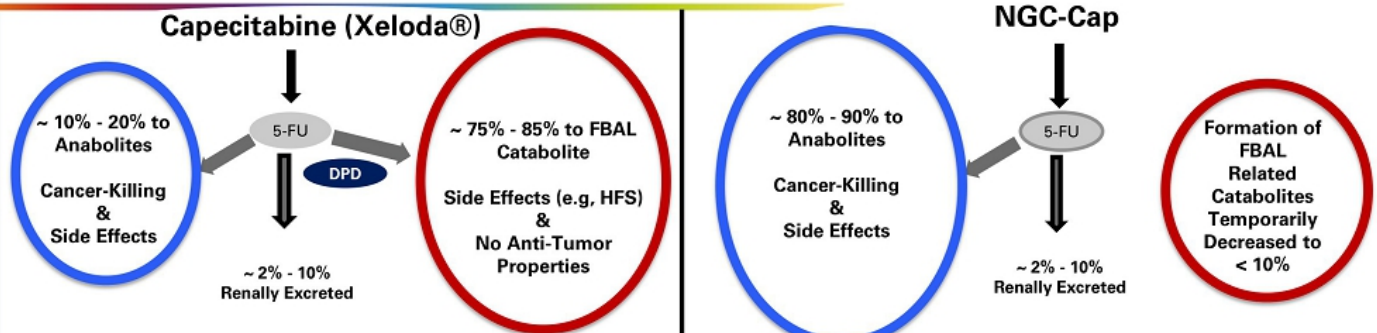 Capecitabine (Xeloda®)
~ 10% - 20% to
Anabolites
Cancer-Killing
&
Side Effects
5-FU
DPD
~ 2% - 10%
Renally Excreted
~ 75% - 85% to FBAL
Catabolite
Side Effects (e.g, HFS)
&
No Anti-Tumor
Properties
NGC-Cap
~ 80% - 90% to
Anabolites
Cancer-Killing
&
Side Effects
5-FU
~ 2% - 10%
Renally Excreted
Formation of
FBAL
Related
Catabolites
Temporarily
Decreased to
< 10%